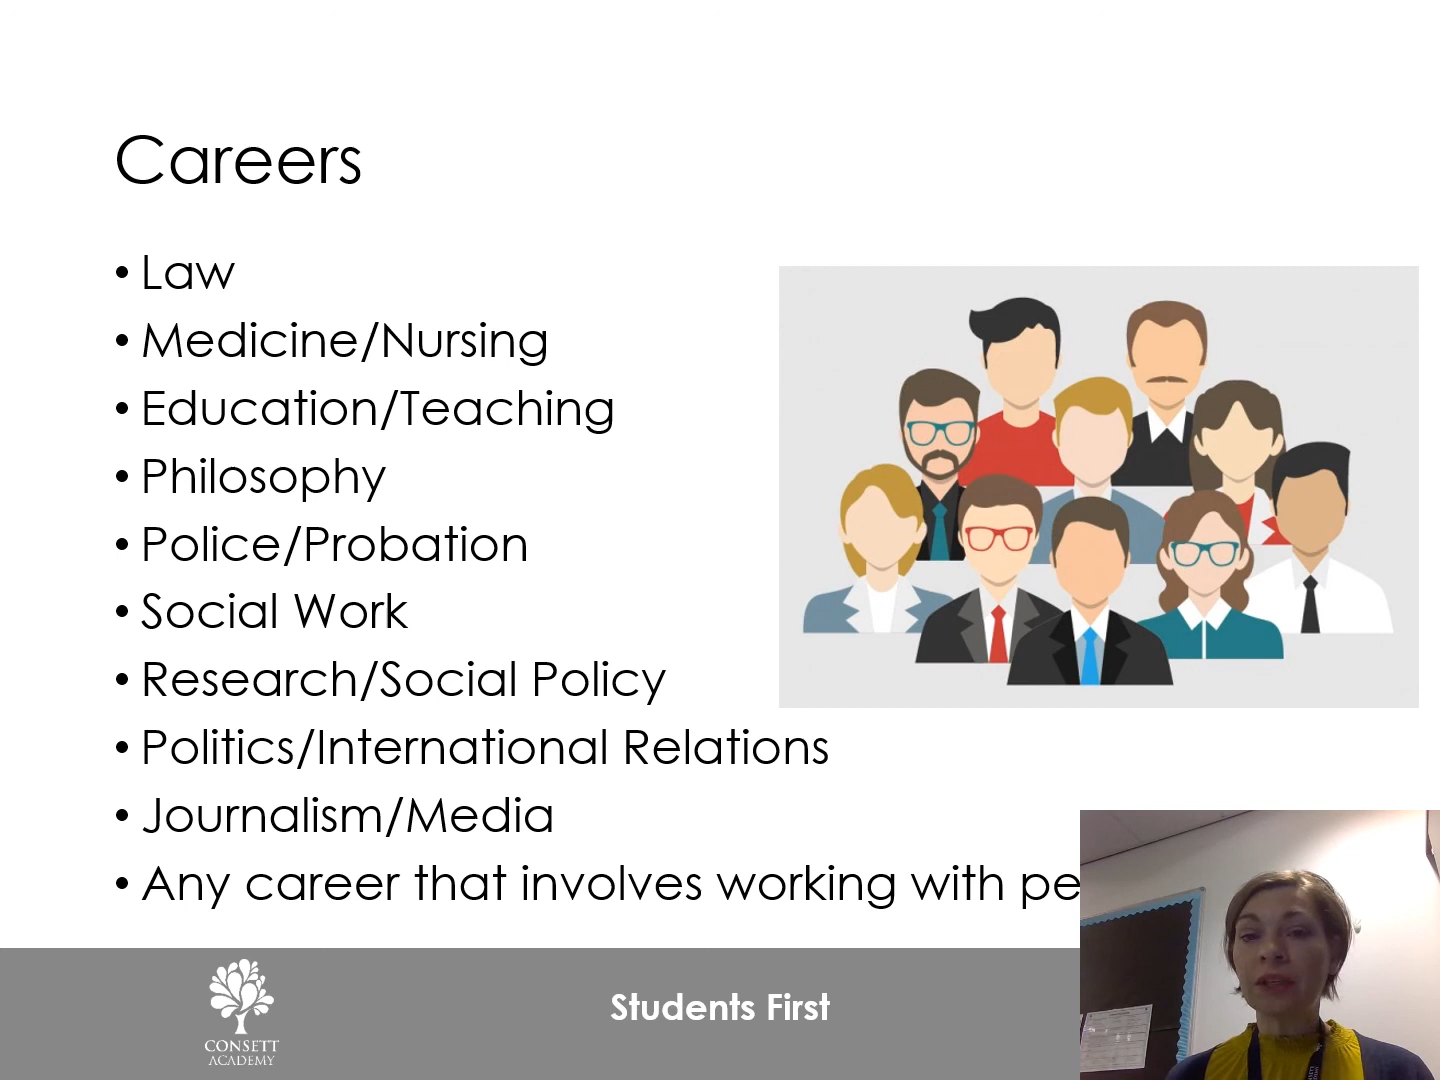 Careers
• Law
• Medicine/Nursing
• Education/Teaching
• Philosophy
• Police/Probation
• Social Work
• Research/Social Policy
• Politics/International Relations
• Journalism/Media
• Any career that involves working with pe
Students First
CONSETT
ACADEMY